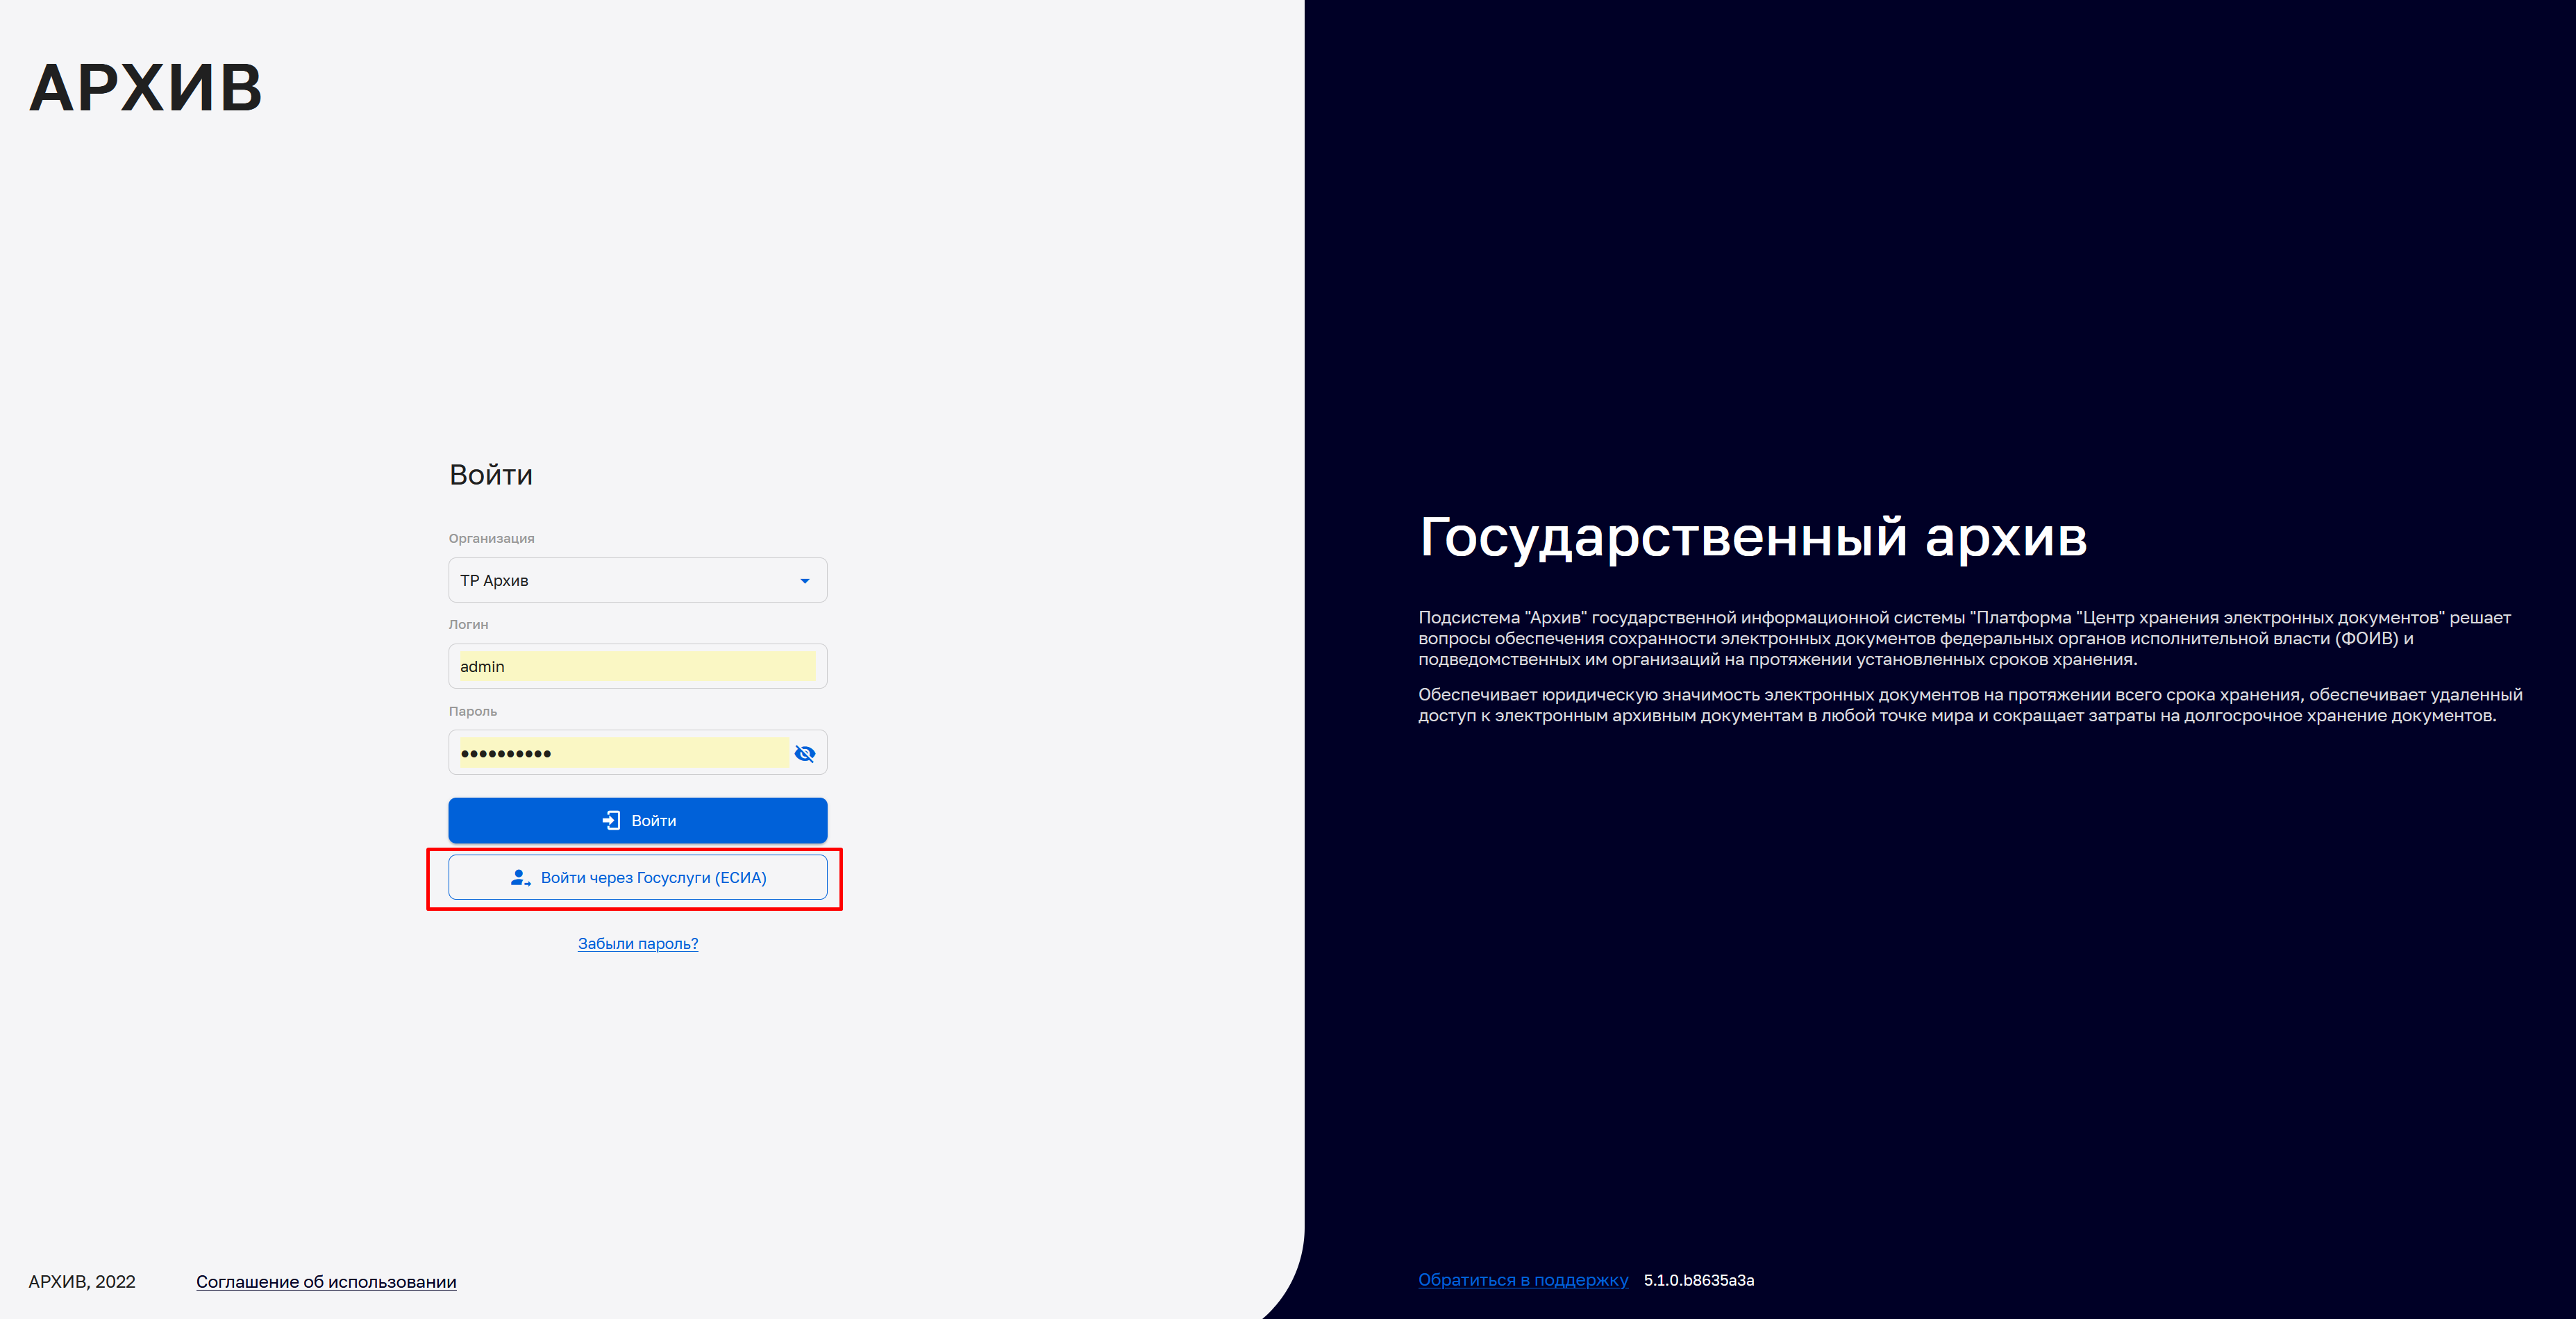 АРХИВ
Войти
Организация
ТР Архив
Логин
admin
Пароль
••••••••••
Войти
Войти через Госуслуги (ЕСИА)
Забыли пароль?
АРХИВ, 2022
Соглашение об использовании
Государственный архив
Подсистема "Архив" государственной информационной системы "Платформа "Центр хранения электронных документов" решает
вопросы обеспечения сохранности электронных документов федеральных органов исполнительной власти (ФОИВ) и
подведомственных им организаций на протяжении установленных сроков хранения.
Обеспечивает юридическую значимость электронных документов на протяжении всего срока хранения, обеспечивает удаленный
доступ к электронным архивным документам в любой точке мира и сокращает затраты на долгосрочное хранение документов.
Обратиться в поддержку 5.1.0.b8635a3a